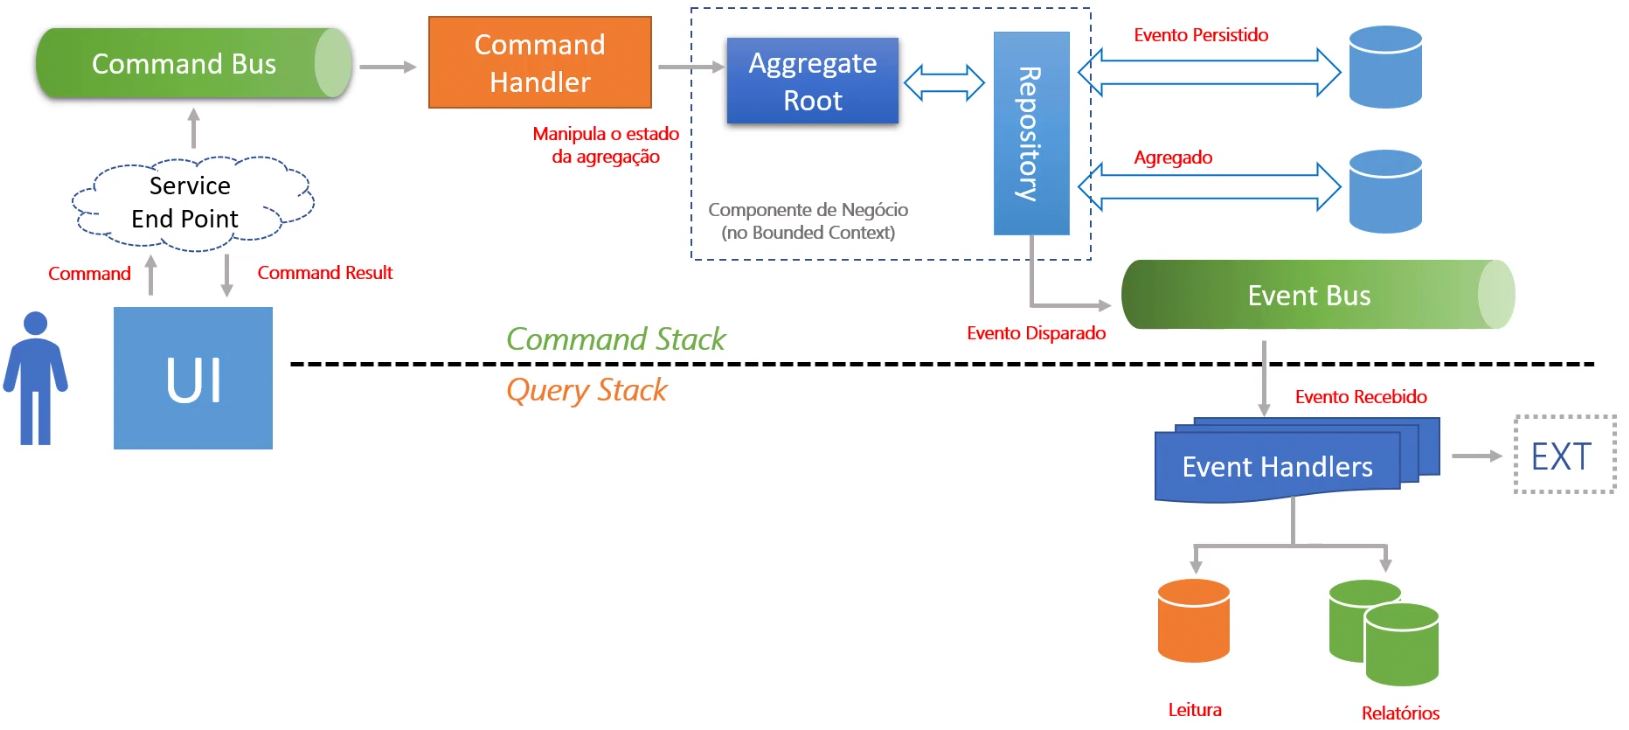 Command Bus
Command
Handler
Manipula o estado
da agregação
Aggregate
Root
Repository
Componente de Negócio
(no Bounded Context)
Evento Persistido
Agregado
Service
End Point
Command
Command Result
UI
Command Stack
Query Stack
Evento Disparado
Event Bus
Evento Recebido
Event Handlers
EXT
Leitura
Relatórios